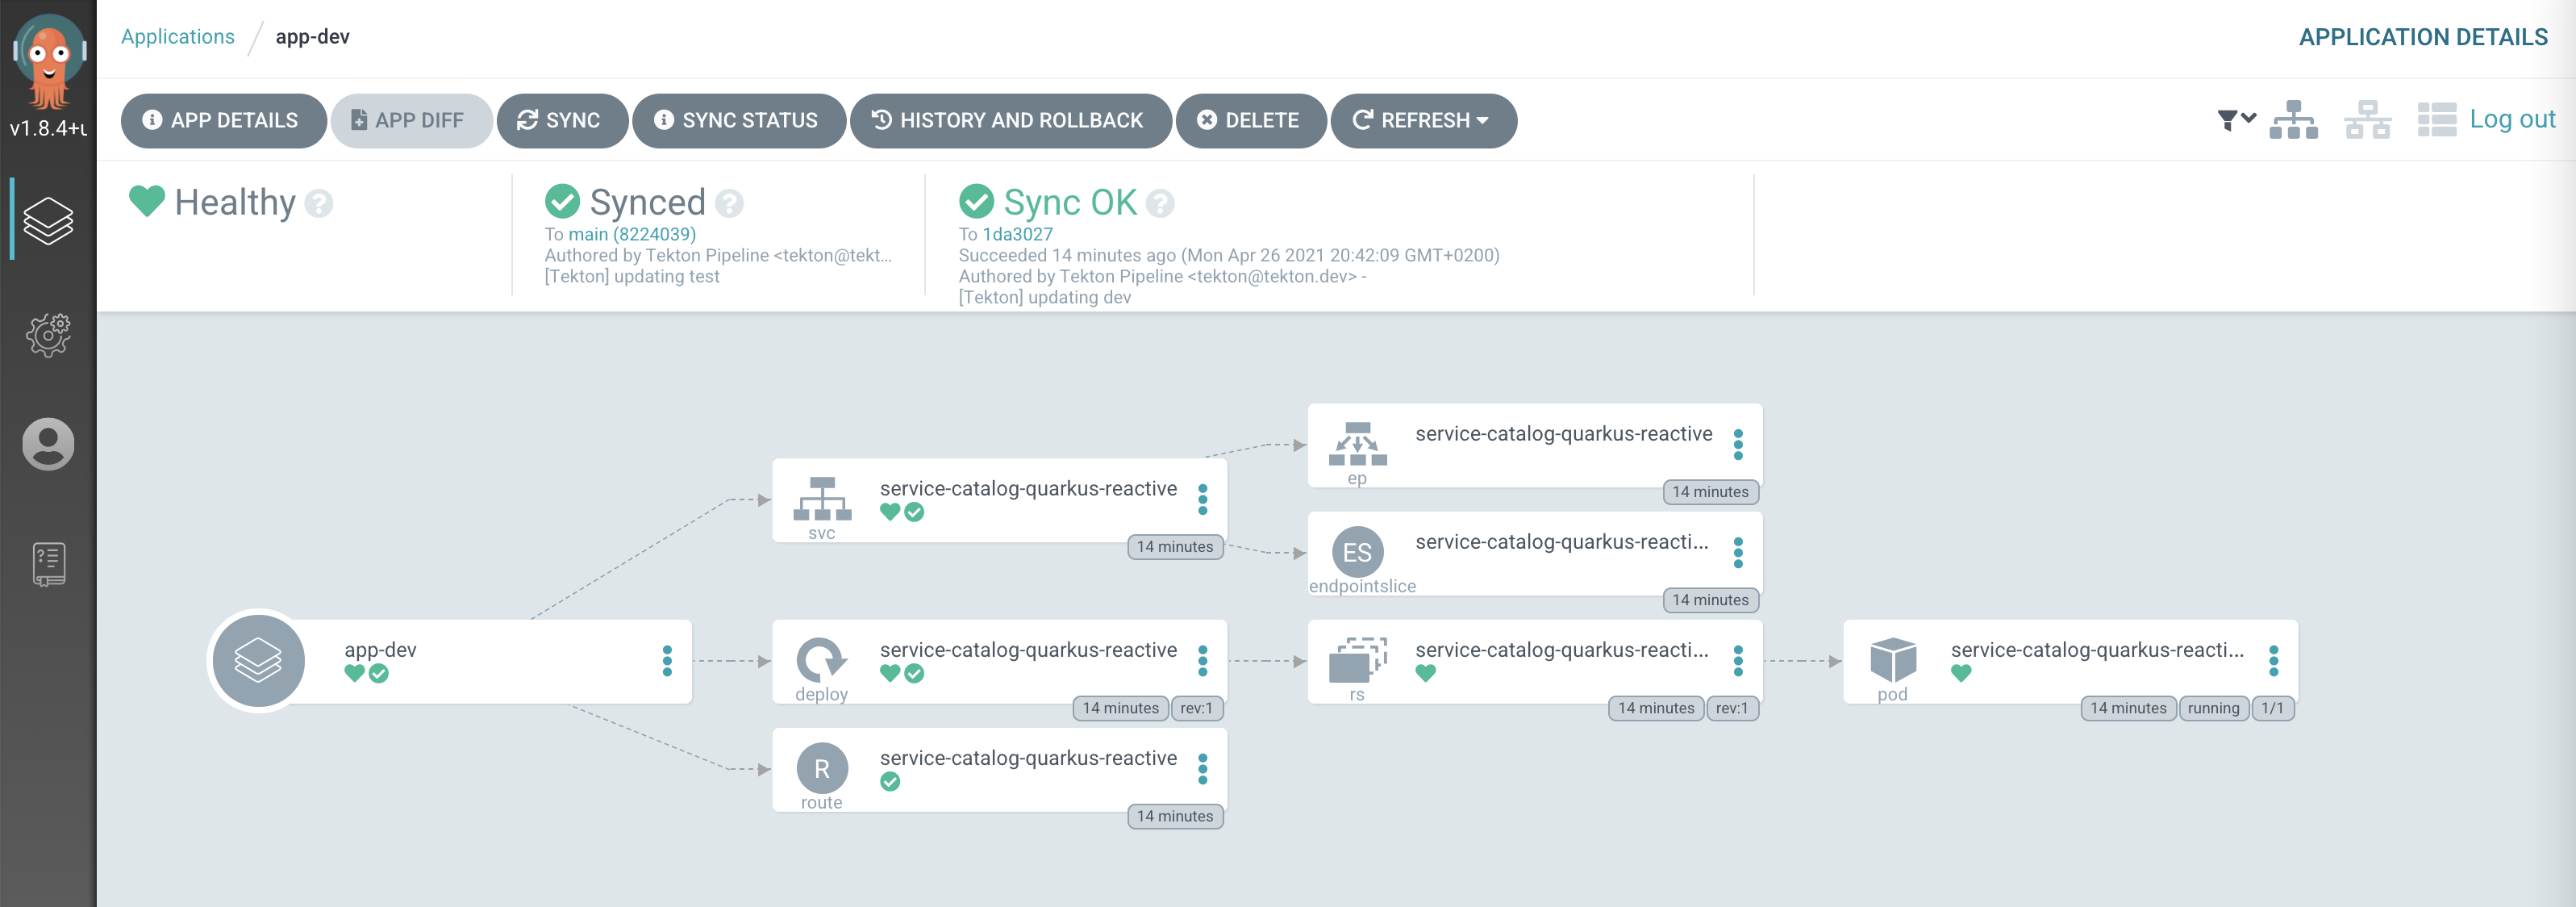 Applications / app-dev
APPLICATION DETAILS
v1.8.4+u
APP DETAILS
APP DIFF
SYNC
SYNC STATUS
HISTORY AND ROLLBACK
DELETE
REFRESH
Log out
Healthy ?
Synced ?
To main (8224039)
Authored by Tekton Pipeline <tekton@tekt...
[Tekton] updating test
Sync OK ?
To 1da3027
Succeeded 14 minutes ago (Mon Apr 26 2021 20:42:09 GMT+0200)
Authored by Tekton Pipeline <tekton@tekton.dev> -
[Tekton] updating dev
service-catalog-quarkus-reactive
ep
14 minutes
service-catalog-quarkus-reactive
svc
14 minutes
ES
service-catalog-quarkus-reacti...
endpointslice
14 minutes
app-dev
service-catalog-quarkus-reactive
deploy
14 minutes rev:1
service-catalog-quarkus-reacti...
rs
14 minutes rev:1
service-catalog-quarkus-reacti...
pod
14 minutes running 1/1
R
service-catalog-quarkus-reactive
route
14 minutes